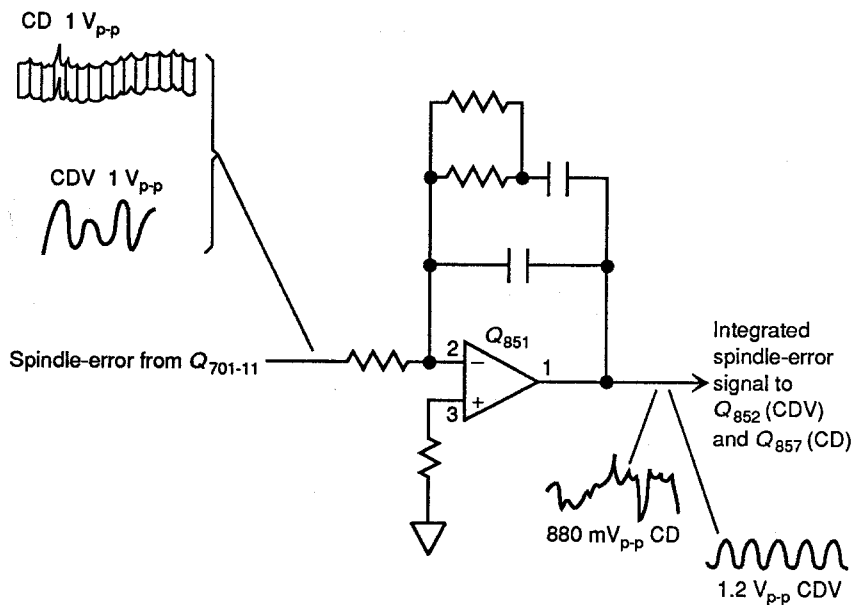 CD 1 Vp-p
CDV 1 Vp-p
Spindle-error from Q701-11
Q851
2
−
1
+
3
Integrated
spindle-error
signal to
Q852 (CDV)
and Q857 (CD)
880 mVp-p CD
1.2 Vp-p CDV